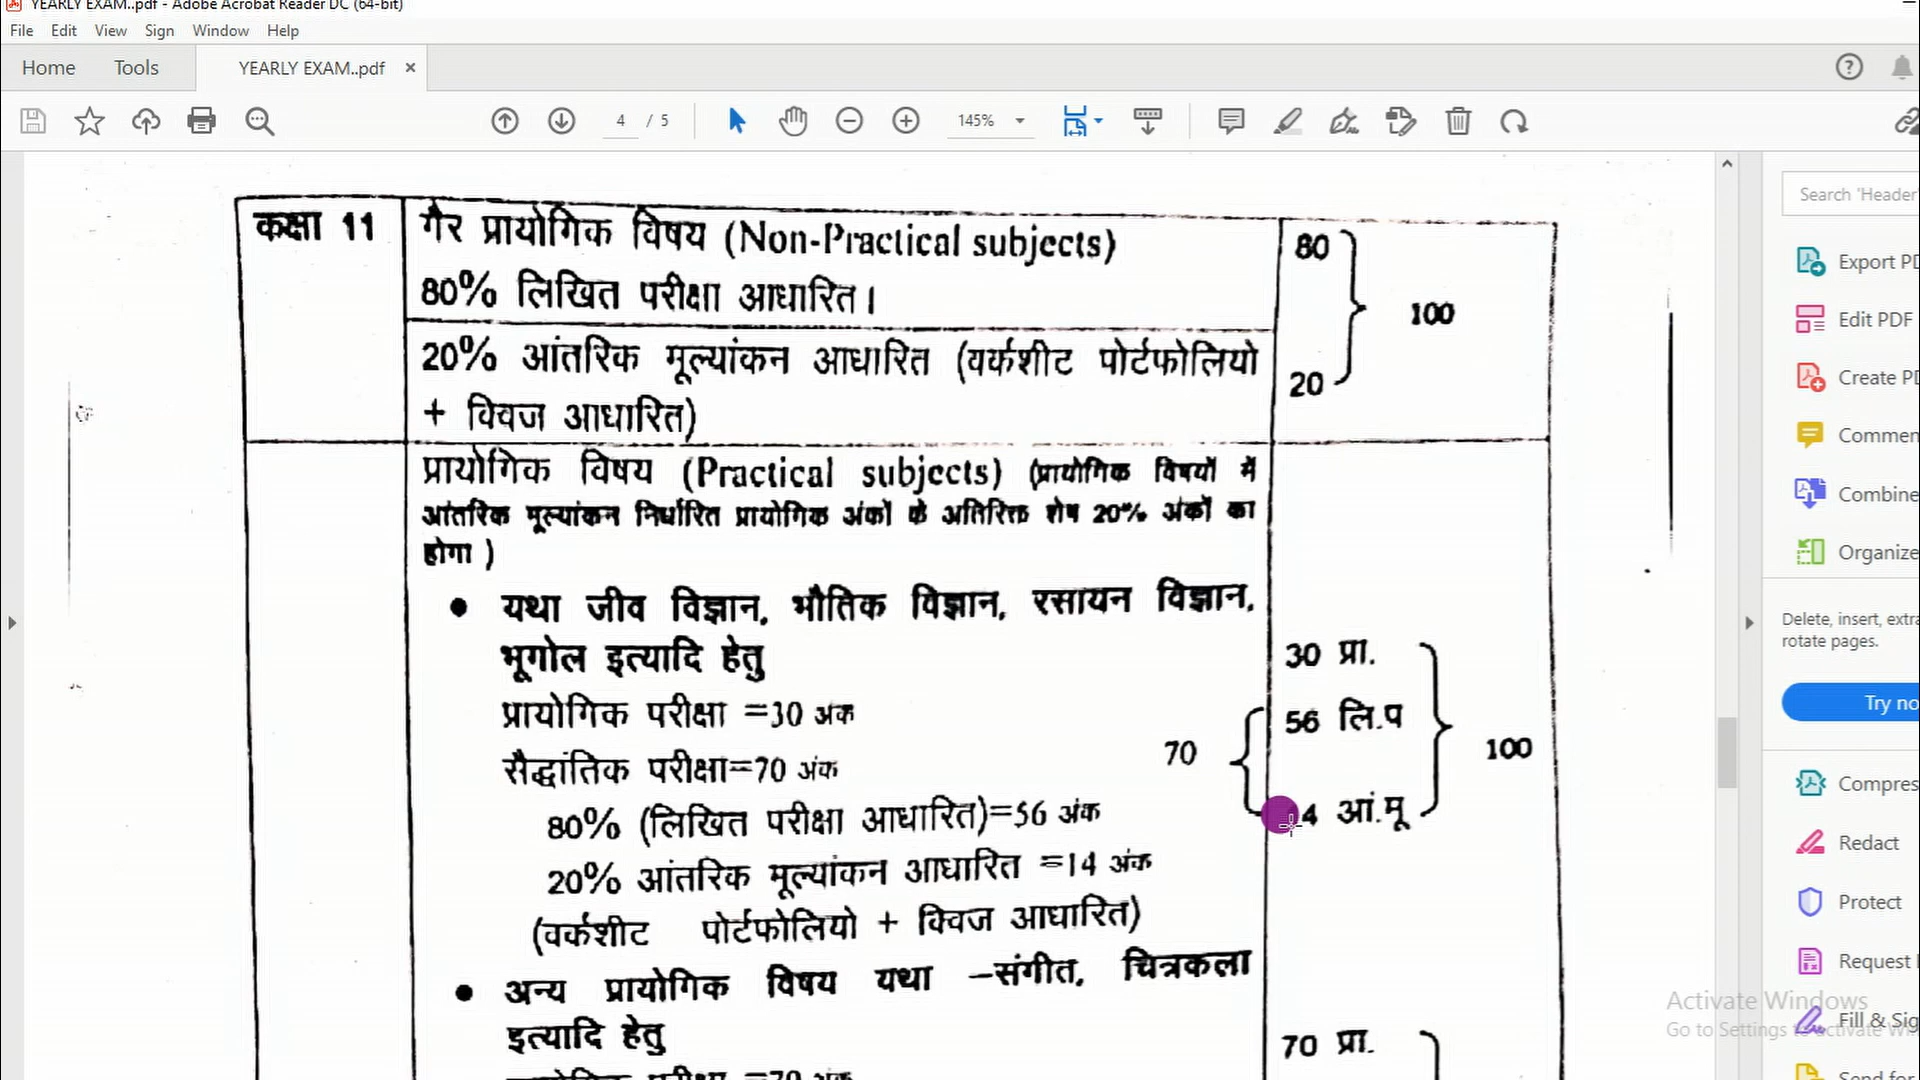 YEARLY EXAM..pdf - Adobe Acrobat Reader DC (64-bit)
File Edit View Window Help
Home Tools YEARLY EXAM..pdf ×
4 / 5 145%
Search 'Header
कक्षा 11 गैर प्रायोगिक विषय (Non-Practical subjects) 80
80% लिखित परीक्षा आधारित। 100
20% आंतरिक मूल्यांकन आधारित (वर्कशीट पोर्टफोलियो 20
+ क्विज आधारित)
प्रायोगिक विषय (Practical subjects) (प्रायोगिक विषयों में
आंतरिक मूल्यांकन निर्धारित प्रायोगिक अंकों के अतिरिक्त शेष 20% अंकों का
होगा )
• यथा जीव विज्ञान, भौतिक विज्ञान, रसायन विज्ञान,
भूगोल इत्यादि हेतु 30 प्रा.
प्रायोगिक परीक्षा =30 अंक 56 लि.प
सैद्धांतिक परीक्षा=70 अंक 70 100
80% (लिखित परीक्षा आधारित)=56 अंक 4 आं.मू
20% आंतरिक मूल्यांकन आधारित =14 अंक
(वर्कशीट पोर्टफोलियो + क्विज आधारित)
• अन्य प्रायोगिक विषय यथा –संगीत, चित्रकला
इत्यादि हेतु 70 प्रा.
Export PD
Edit PDF
Create PD
Commen
Combine
Organize
Delete, insert, extra
rotate pages.
Try no
Compres
Redact
Protect
Request
Fill & Sig
Send for
Activate Windows
Go to Settings to activate Wi